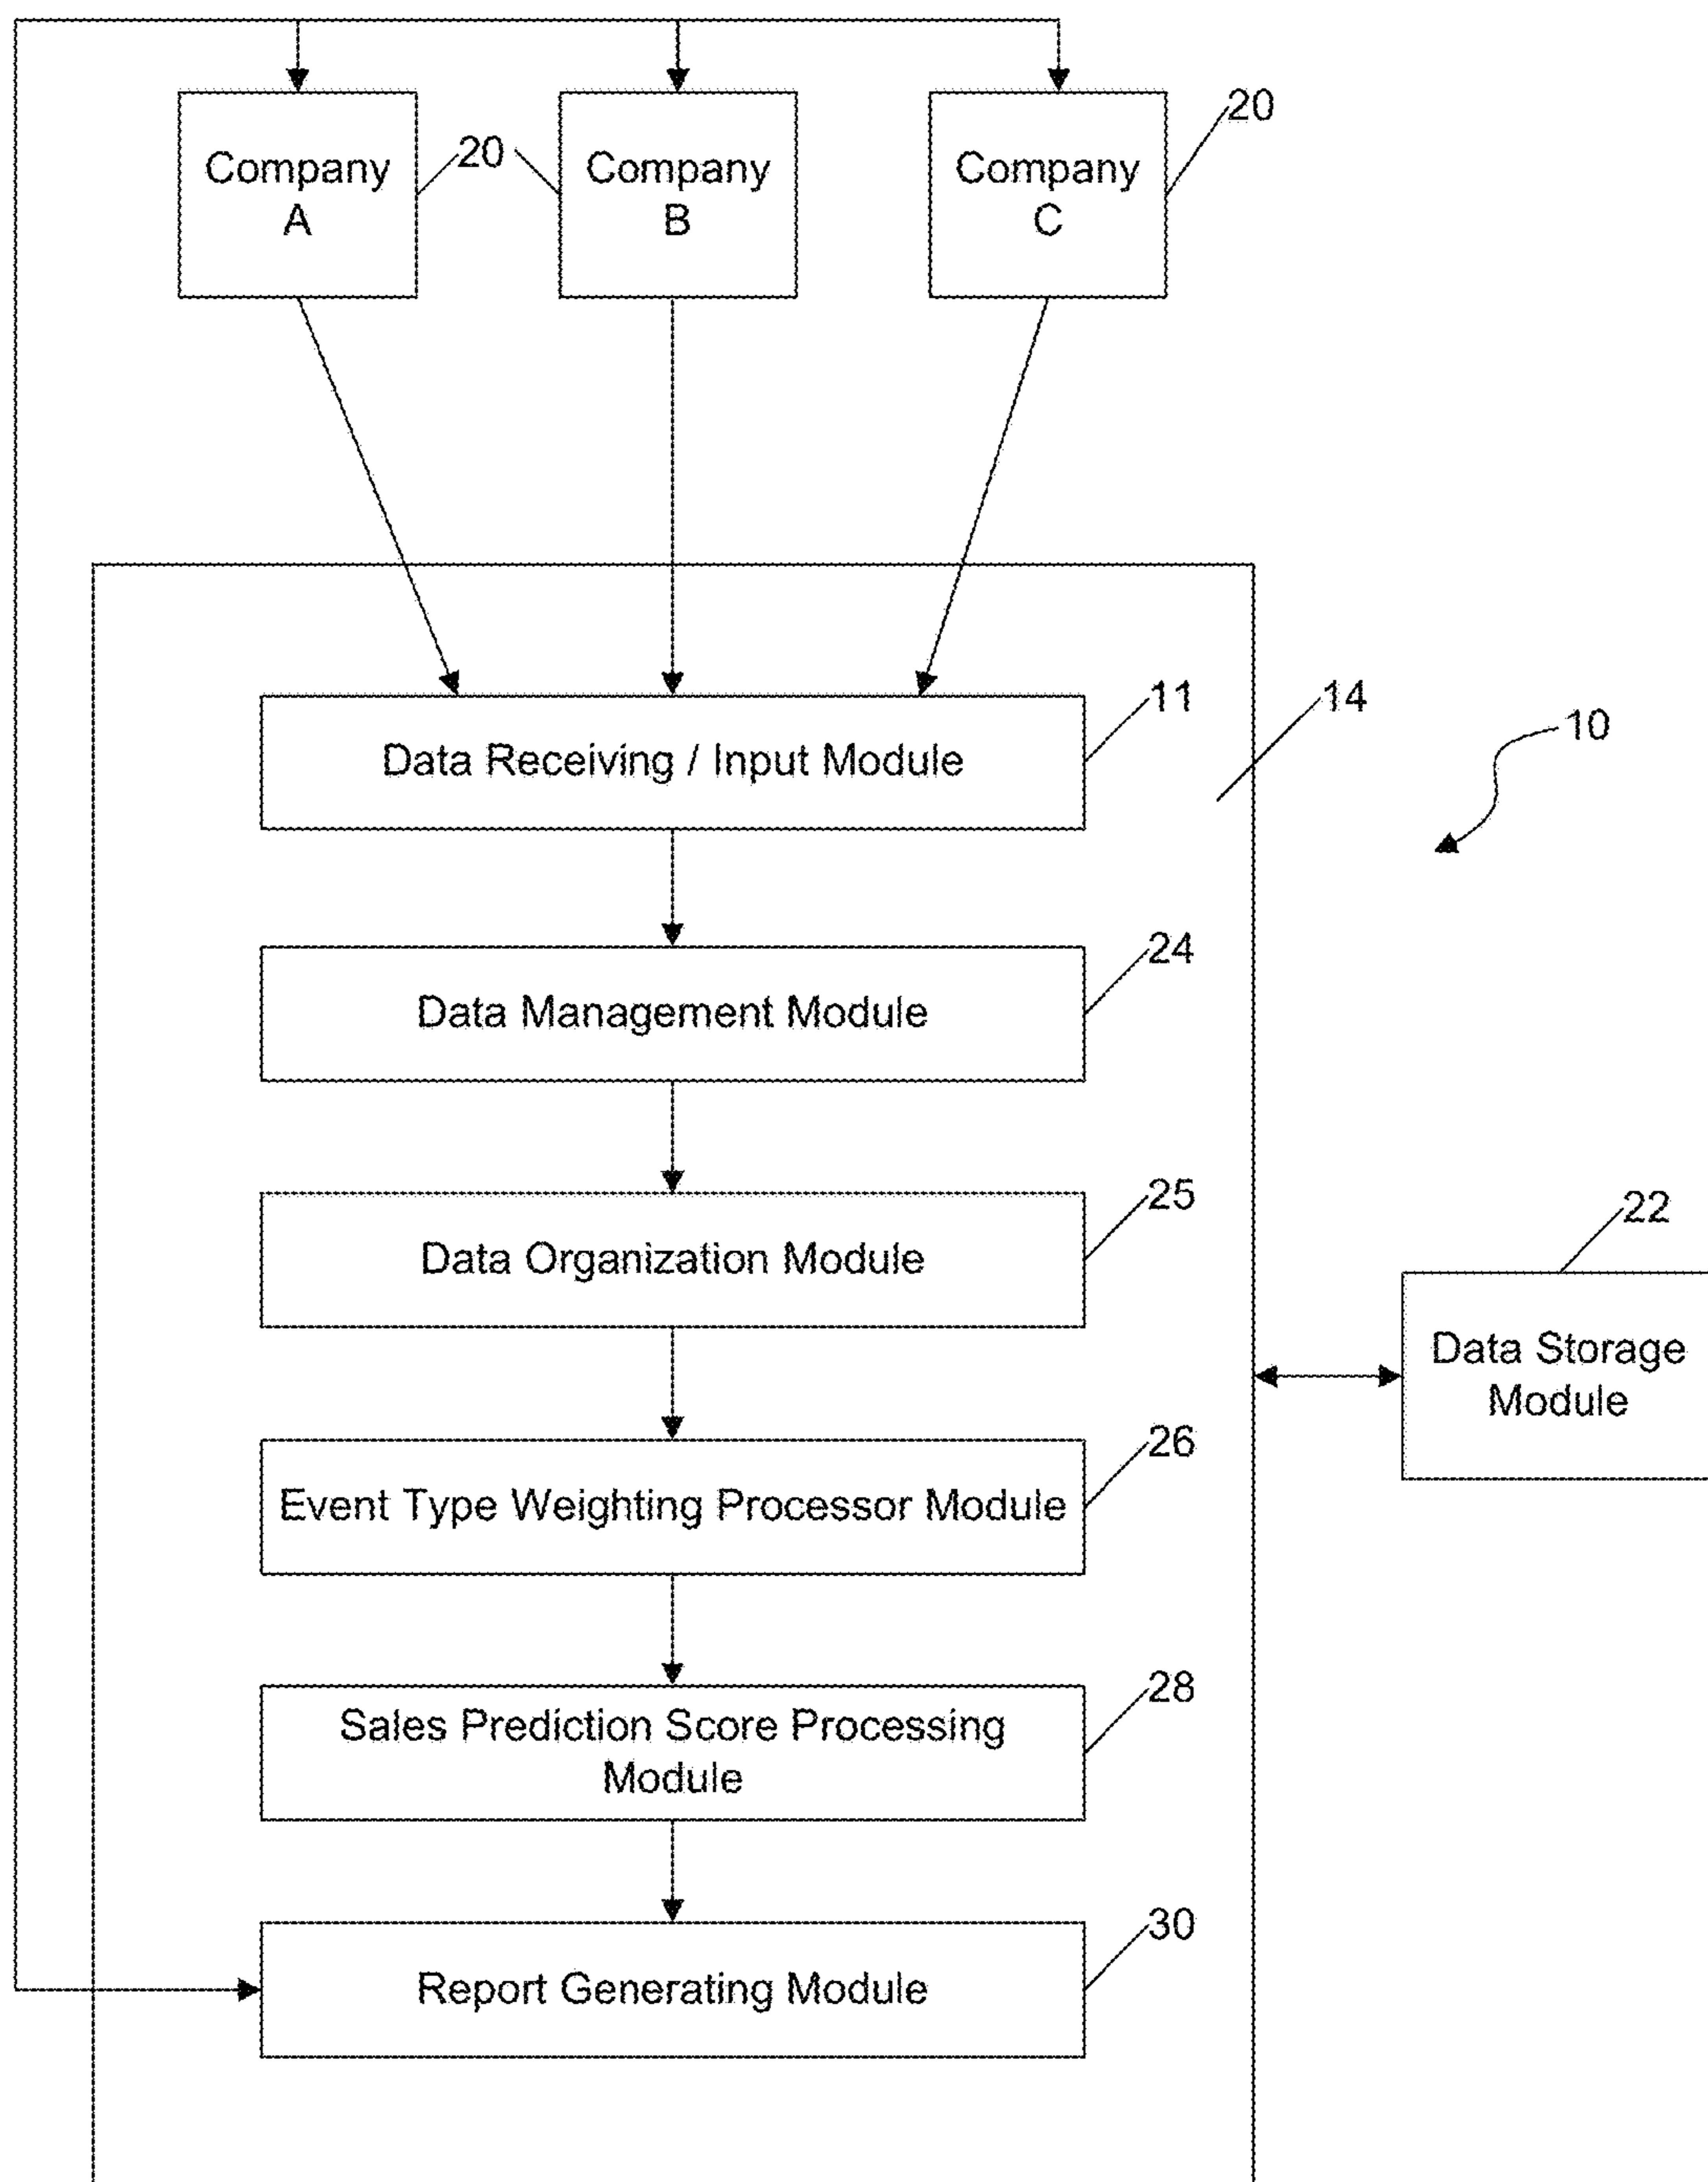 Company
A
20
Company
B
Company
C
20
Data Receiving / Input Module
11
14
10
Data Management Module
24
Data Organization Module
25
22
Data Storage
Module
Event Type Weighting Processor Module
26
Sales Prediction Score Processing
Module
28
Report Generating Module
30